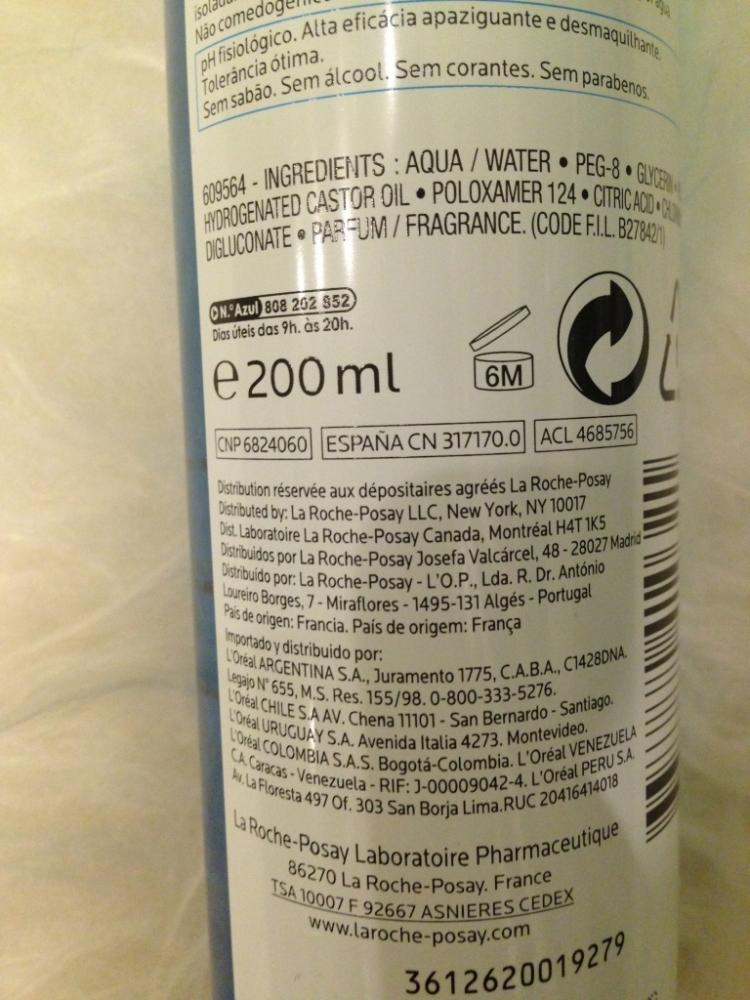 Não
pH fisiológico. Alta eficácia apaziguante e desmaquilhante.
Tolerância ótima.
Sem sabão. Sem álcool. Sem corantes. Sem parabenos.
609564 - INGREDIENTS : AQUA / WATER • PEG-8 •
HYDROGENATED CASTOR OIL • POLOXAMER 124 • CITRIC ACID •
DIGLUCONATE • PARFUM / FRAGRANCE. (CODE F.I.L. B27842/1)
N.º Azul 808 202 852
Dias úteis das 9h. às 20h.
e 200 ml
6M
CNP 6824060 ESPAÑA CN 317170.0 ACL 4685756
Distribution réservée aux dépositaires agréés La Roche-Posay
Distributed by: La Roche-Posay LLC, New York, NY 10017
Dist. Laboratoire La Roche-Posay Canada, Montréal H4T 1K5
Distribuidos por La Roche-Posay Josefa Valcárcel, 48 - 28027 Madrid
Distribuído por: La Roche-Posay - L'O.P., Lda. R. Dr. António
Loureiro Borges, 7 - Miraflores - 1495-131 Algés - Portugal
País de origen: Francia. País de origem: França
Importado y distribuido por:
L'Oréal ARGENTINA S.A., Juramento 1775, C.A.B.A., C1428DNA.
Legajo N° 655, M.S. Res. 155/98. 0-800-333-5276.
L'Oréal CHILE S.A AV. Chena 11101 - San Bernardo - Santiago.
L'Oréal URUGUAY S.A. Avenida Italia 4273. Montevideo.
L'Oréal COLOMBIA S.A.S. Bogotá-Colombia. L'Oréal VENEZUELA
C.A. Caracas - Venezuela - RIF: J-00009042-4. L'Oréal PERU S.A.
Av. La Floresta 497 Of. 303 San Borja Lima.RUC 20416414018
La Roche-Posay Laboratoire Pharmaceutique
86270 La Roche-Posay. France
TSA 10007 F 92667 ASNIERES CEDEX
www.laroche-posay.com
3612620019279